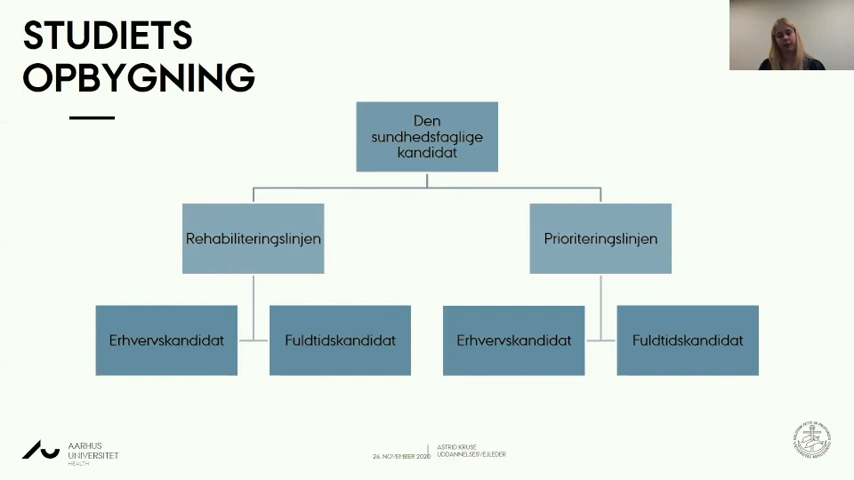 STUDIETS
OPBYGNING
Den
sundhedsfaglige
kandidat
Rehabiliteringslinjen
Prioriteringslinjen
Erhvervskandidat
Fuldtidskandidat
Erhvervskandidat
Fuldtidskandidat
AARHUS
UNIVERSITET
HEALTH
26. NOVEMBER 2020
ASTRID KRUSE
UDDANNELSESVEJLEDER